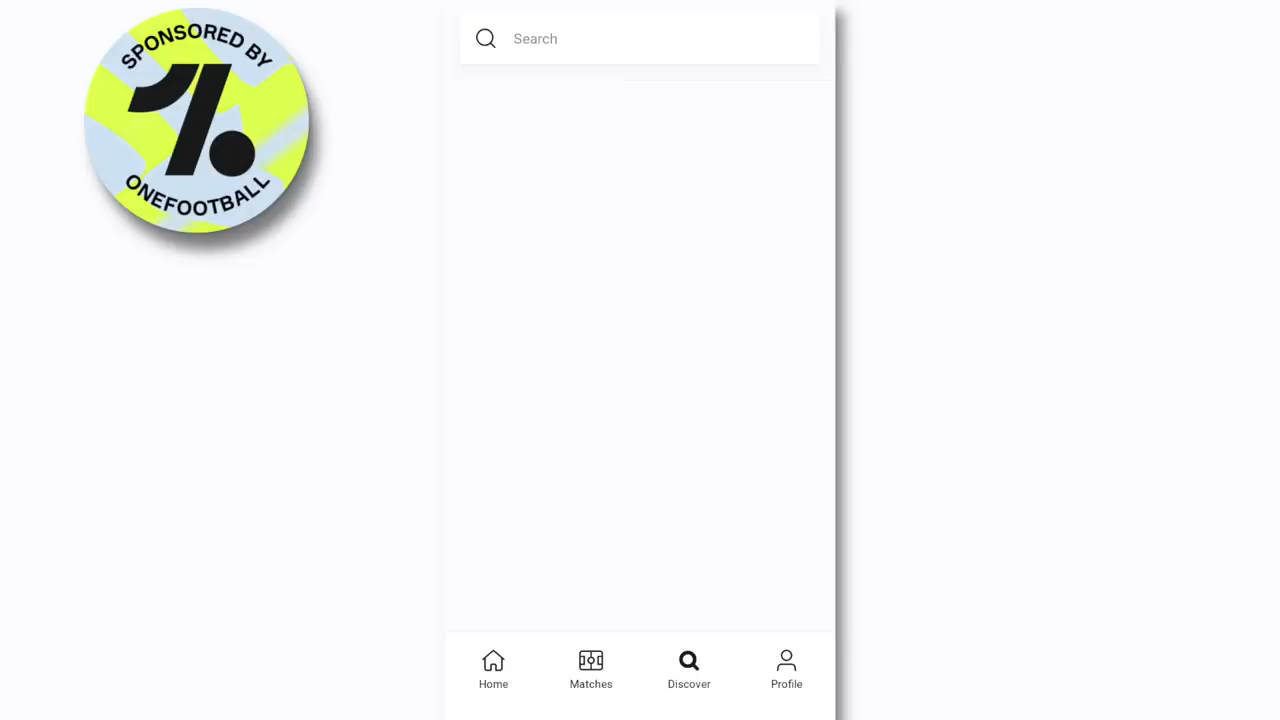 SPONSORED BY
ONEFOOTBALL
Search
Home
Matches
Discover
Profile